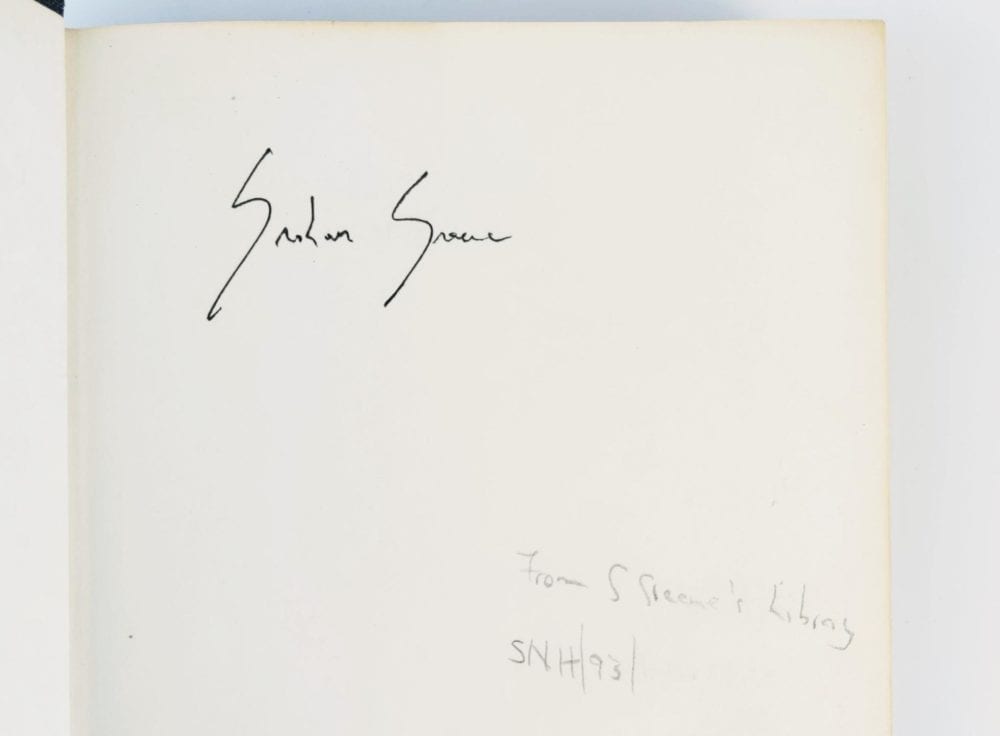 Graham Greene
From G Greene's Library
SNH/93/